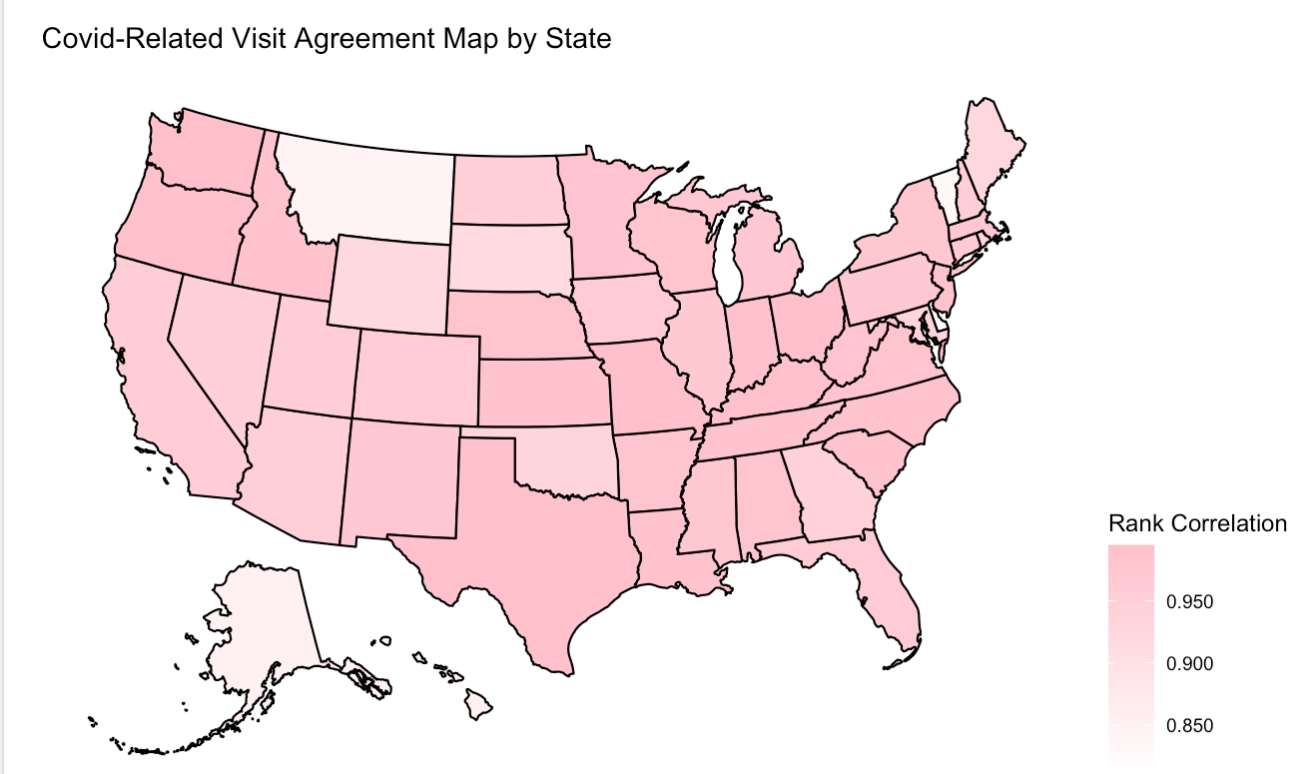 Covid-Related Visit Agreement Map by State
Rank Correlation
0.950
0.900
0.850